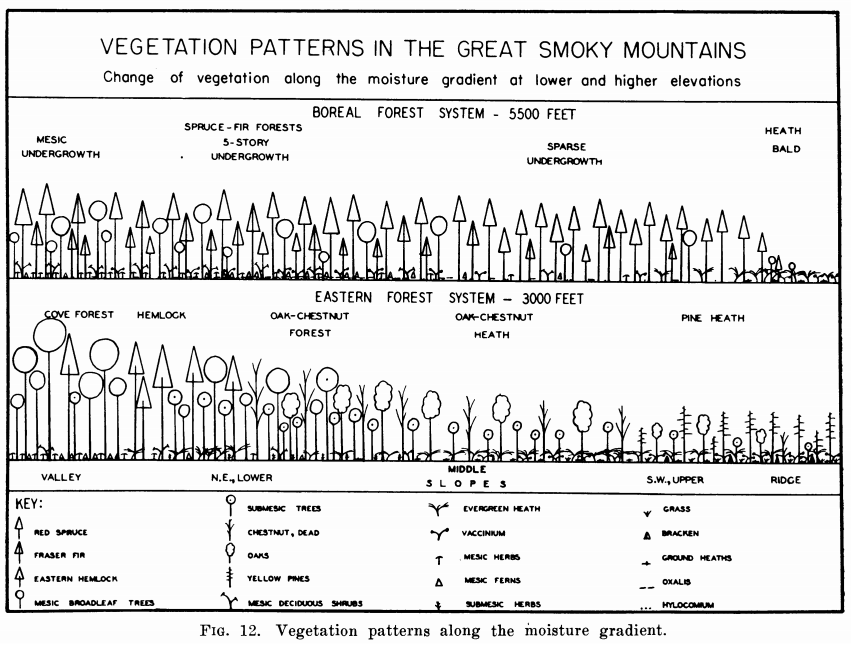 VEGETATION PATTERNS IN THE GREAT SMOKY MOUNTAINS
Change of vegetation along the moisture gradient at lower and higher elevations
BOREAL FOREST SYSTEM - 5500 FEET
MESIC
UNDERGROWTH
SPRUCE-FIR FORESTS
5-STORY
UNDERGROWTH
SPARSE
UNDERGROWTH
HEATH
BALD
EASTERN FOREST SYSTEM - 3000 FEET
COVE FOREST
HEMLOCK
OAK-CHESTNUT
FOREST
OAK-CHESTNUT
HEATH
PINE HEATH
VALLEY
N.E., LOWER
MIDDLE
SLOPES
S.W., UPPER
RIDGE
KEY:
RED SPRUCE
FRASER FIR
EASTERN HEMLOCK
MESIC BROADLEAF TREES
SUBMESIC TREES
CHESTNUT, DEAD
OAKS
YELLOW PINES
MESIC DECIDUOUS SHRUBS
EVERGREEN HEATH
VACCINIUM
MESIC HERBS
MESIC FERNS
SUBMESIC HERBS
GRASS
BRACKEN
GROUND HEATHS
OXALIS
HYLOCOMIUM
FIG. 12. Vegetation patterns along the moisture gradient.